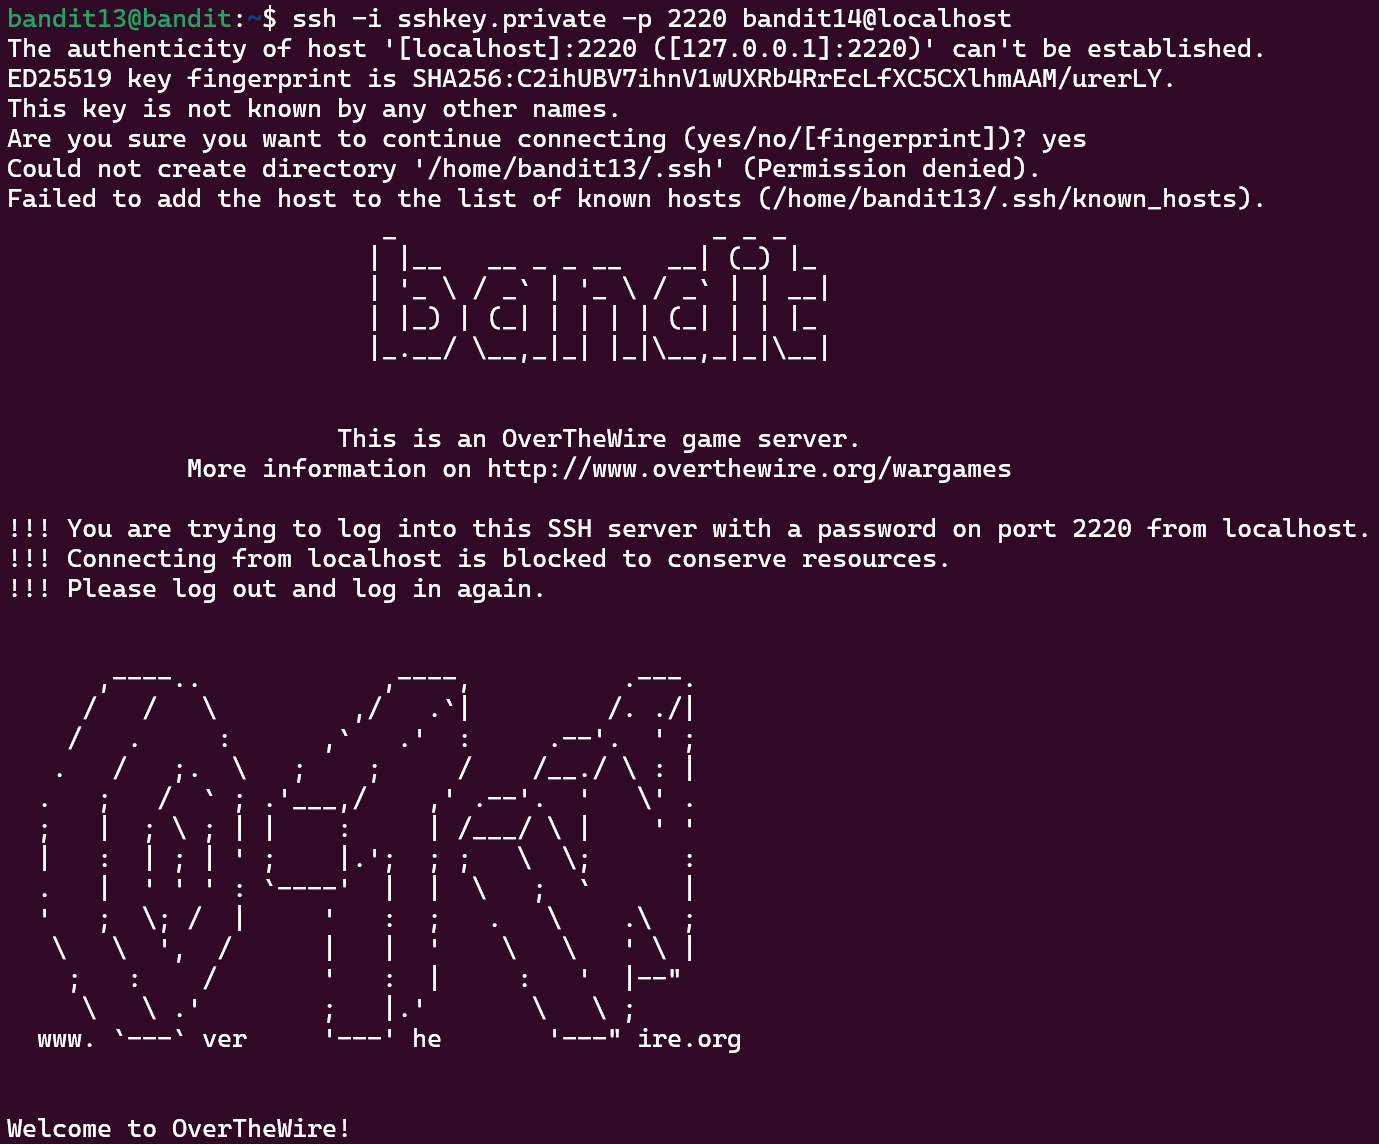 bandit13@bandit:~$ ssh -i sshkey.private -p 2220 bandit14@localhost
The authenticity of host '[localhost]:2220 ([127.0.0.1]:2220)' can't be established.
ED25519 key fingerprint is SHA256:C2ihUBV7ihnV1wUXRb4RrEcLfXC5CXlhmAAM/urerLY.
This key is not known by any other names.
Are you sure you want to continue connecting (yes/no/[fingerprint])? yes
Could not create directory '/home/bandit13/.ssh' (Permission denied).
Failed to add the host to the list of known hosts (/home/bandit13/.ssh/known_hosts).
bandit
This is an OverTheWire game server.
More information on http://www.overthewire.org/wargames
!!! You are trying to log into this SSH server with a password on port 2220 from localhost.
!!! Connecting from localhost is blocked to conserve resources.
!!! Please log out and log in again.
OTW
www. ver he ire.org
Welcome to OverTheWire!